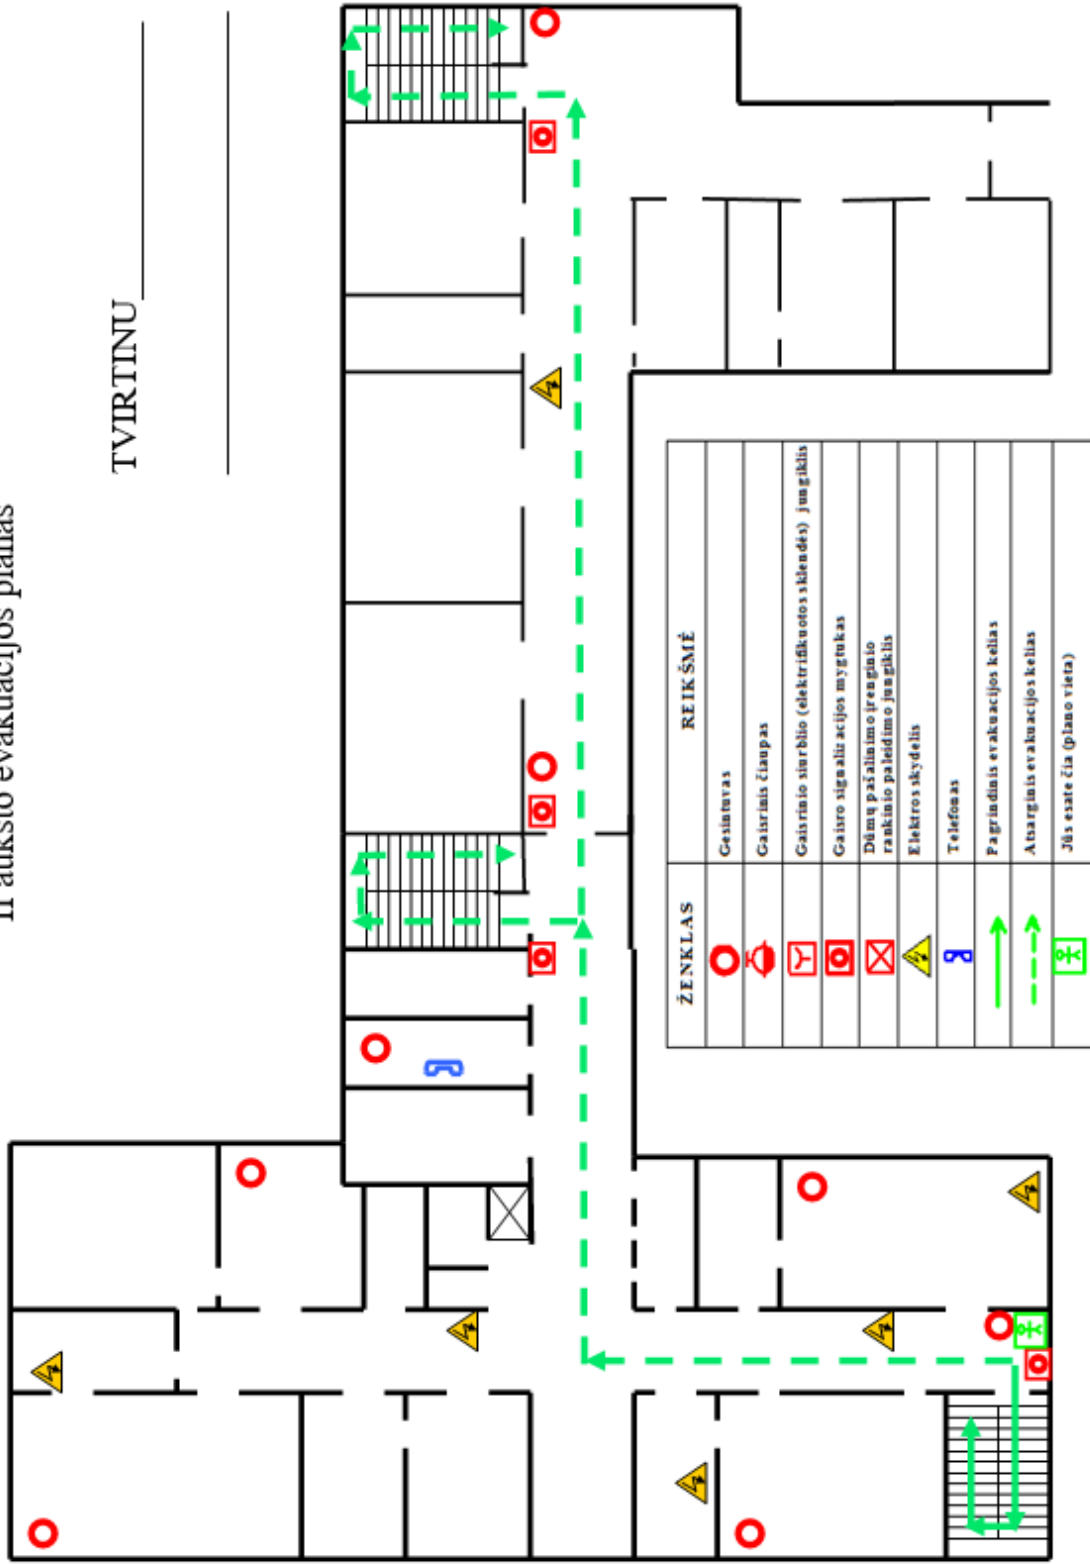 II aukšto evakuacijos planas
TVIRTINU
ŽENKLAS REIKŠMĖ
Gesintuvas
Gaisrinis čiaupas
Gaisrinio siurblio (elektrifikuotos sklendės) jungiklis
Gaisro signalizacijos mygtukas
Dūmų pašalinimo įrenginio
rankinio paleidimo jungiklis
Elektros skydelis
Telefonas
Pagrindinis evakuacijos kelias
Atsarginis evakuacijos kelias
Jūs esate čia (plano vieta)